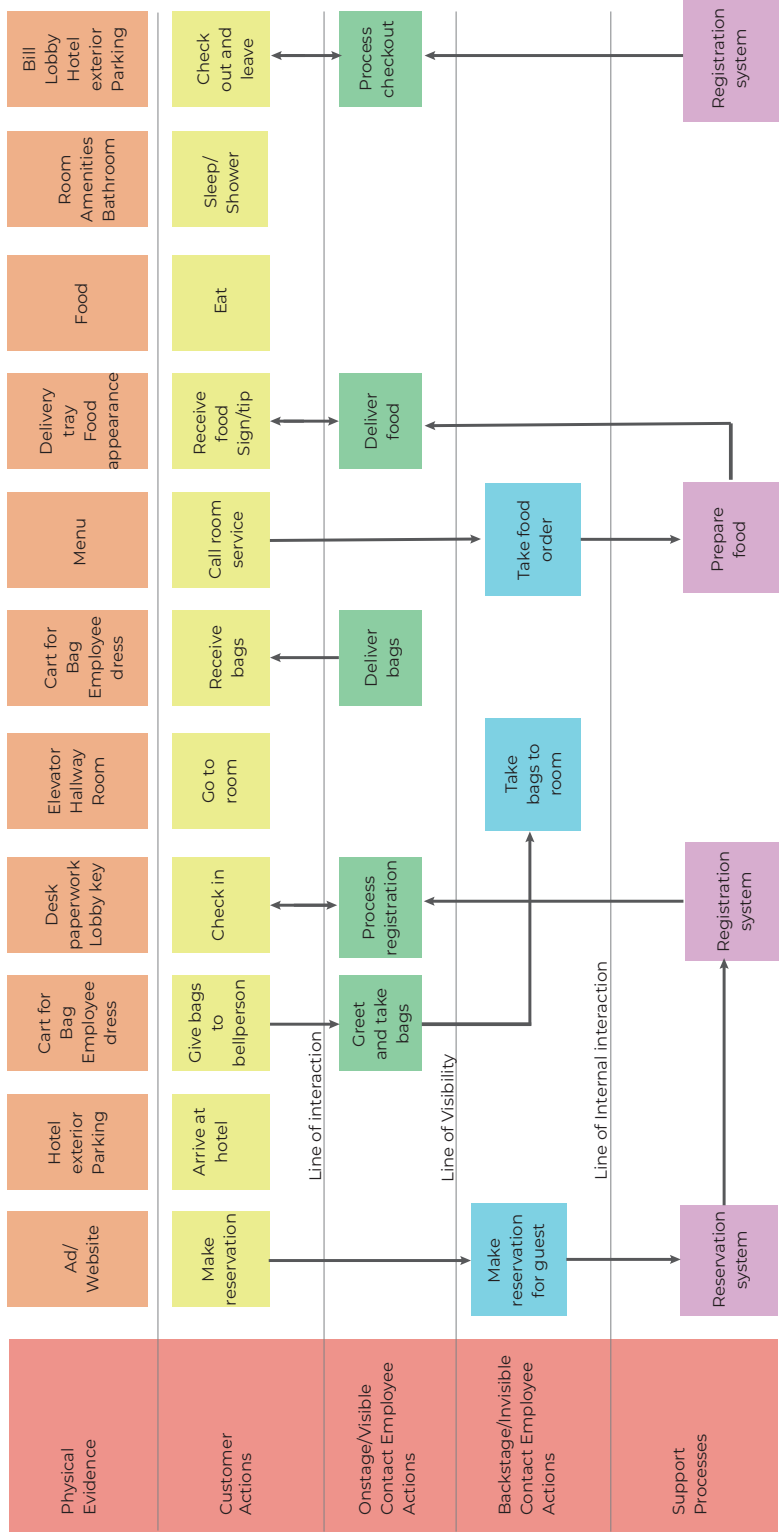 Physical
Evidence
Ad/
Website
Hotel
exterior
Parking
Cart for
Bag
Employee
dress
Desk
paperwork
Lobby key
Elevator
Hallway
Room
Cart for
Bag
Employee
dress
Menu
Delivery
tray
Food
appearance
Food
Room
Amenities
Bathroom
Bill
Lobby
Hotel
exterior
Parking
Customer
Actions
Make
reservation
Arrive at
hotel
Give bags
to
bellperson
Check in
Go to
room
Receive
bags
Call room
service
Receive
food
Sign/tip
Eat
Sleep/
Shower
Check
out and
leave
Line of interaction
Onstage/Visible
Contact Employee
Actions
Greet
and take
bags
Process
registration
Deliver
bags
Deliver
food
Process
checkout
Line of Visibility
Backstage/Invisible
Contact Employee
Actions
Make
reservation
for guest
Take
bags to
room
Take food
order
Line of Internal interaction
Support
Processes
Reservation
system
Registration
system
Prepare
food
Registration
system